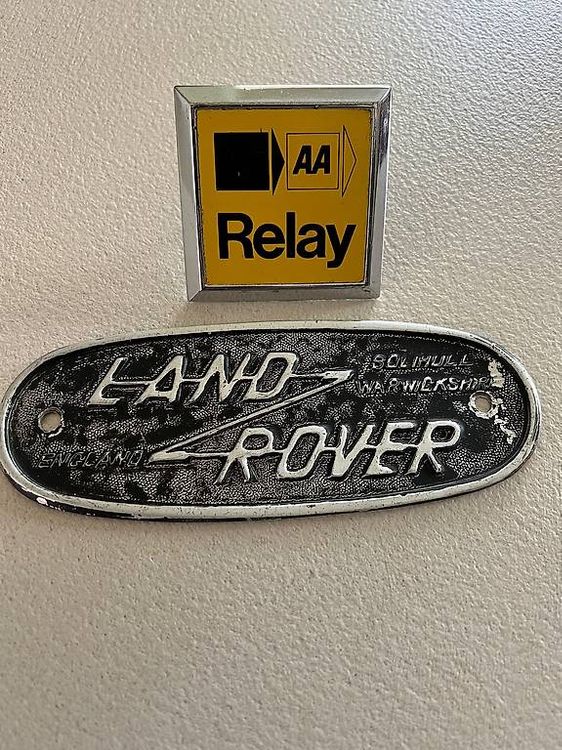 AA
Relay
LAND
SOLIHULL
WARWICKSHIRE
ENGLAND
ROVER